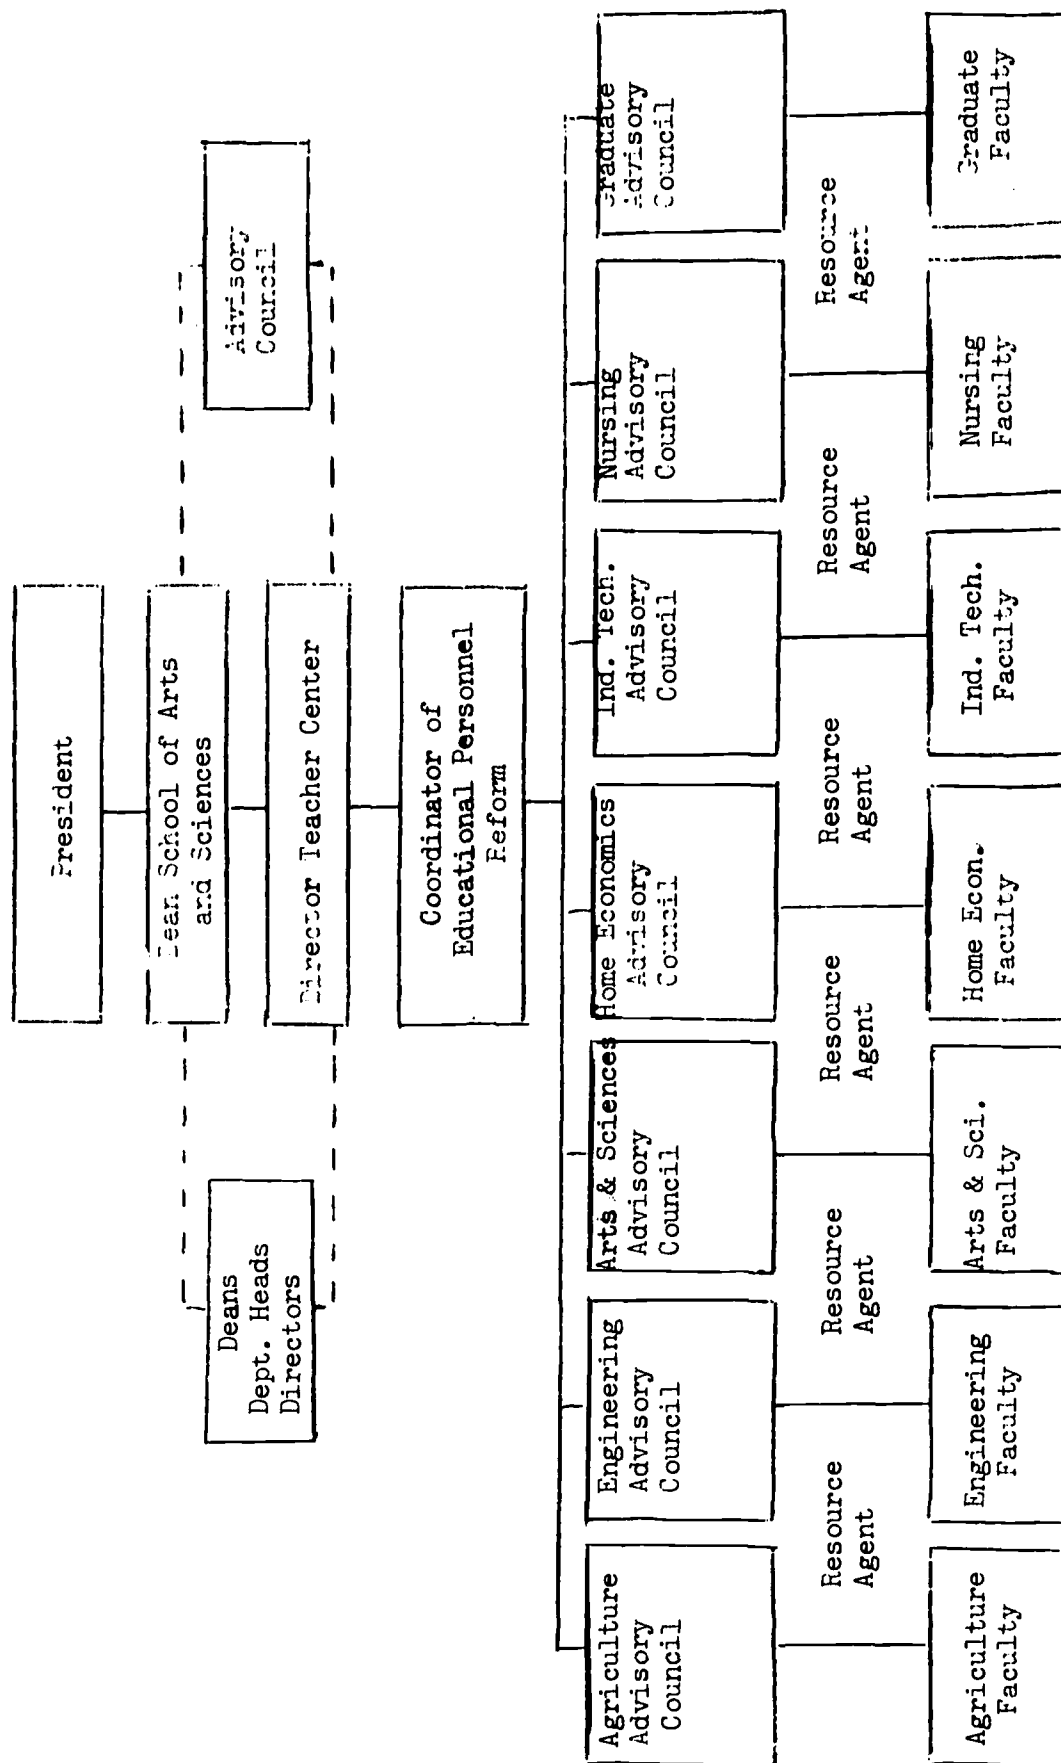 President
Dean School of Arts
and Sciences
Director Teacher Center
Deans
Dept. Heads
Directors
Advisory
Council
Coordinator of
Educational Personnel
Reform
Agriculture
Advisory
Council
Engineering
Advisory
Council
Arts & Sciences
Advisory
Council
Home Economics
Advisory
Council
Ind. Tech.
Advisory
Council
Nursing
Advisory
Council
Graduate
Advisory
Council
Resource
Agent
Resource
Agent
Resource
Agent
Resource
Agent
Resource
Agent
Resource
Agent
Agriculture
Faculty
Engineering
Faculty
Arts & Sci.
Faculty
Home Econ.
Faculty
Ind. Tech.
Faculty
Nursing
Faculty
Graduate
Faculty